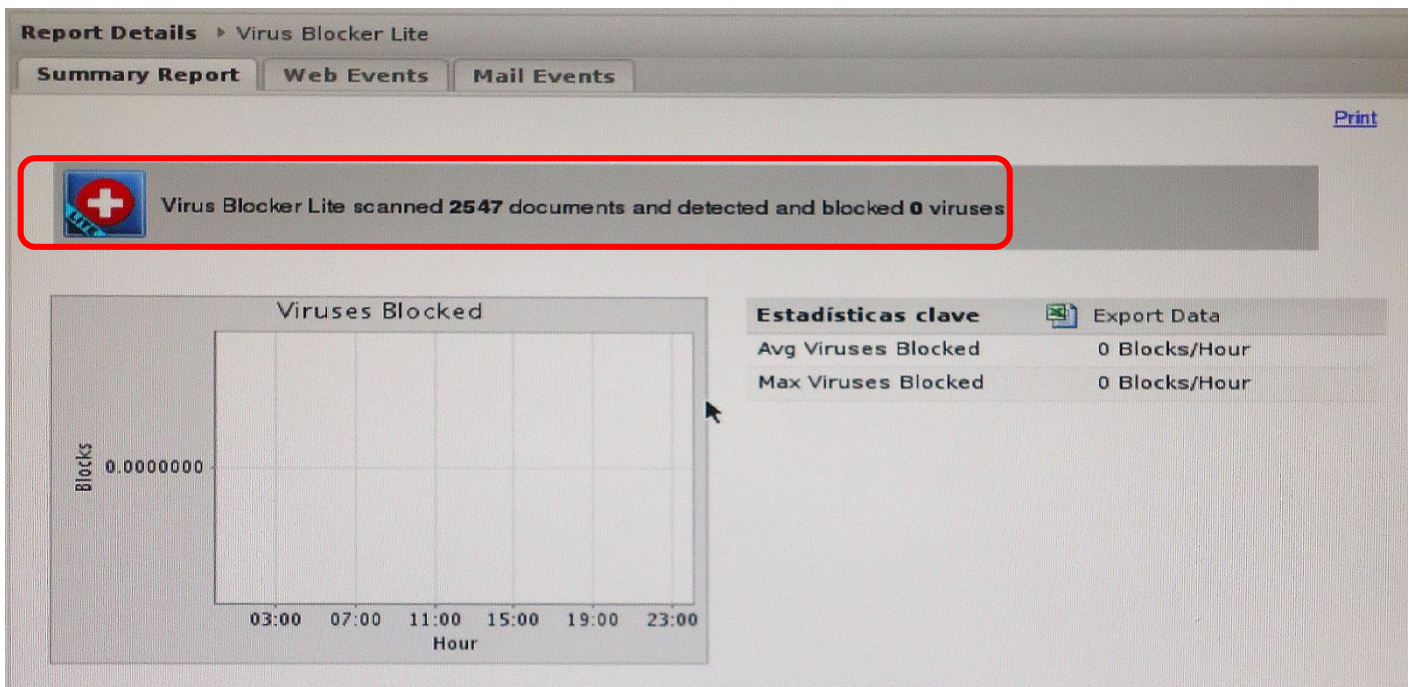 Report Details ▸ Virus Blocker Lite
Summary Report Web Events Mail Events
Print
LITE
Virus Blocker Lite scanned 2547 documents and detected and blocked 0 viruses
Viruses Blocked
Blocks
0.0000000
03:00 07:00 11:00 15:00 19:00 23:00
Hour
Estadísticas clave Export Data
Avg Viruses Blocked 0 Blocks/Hour
Max Viruses Blocked 0 Blocks/Hour